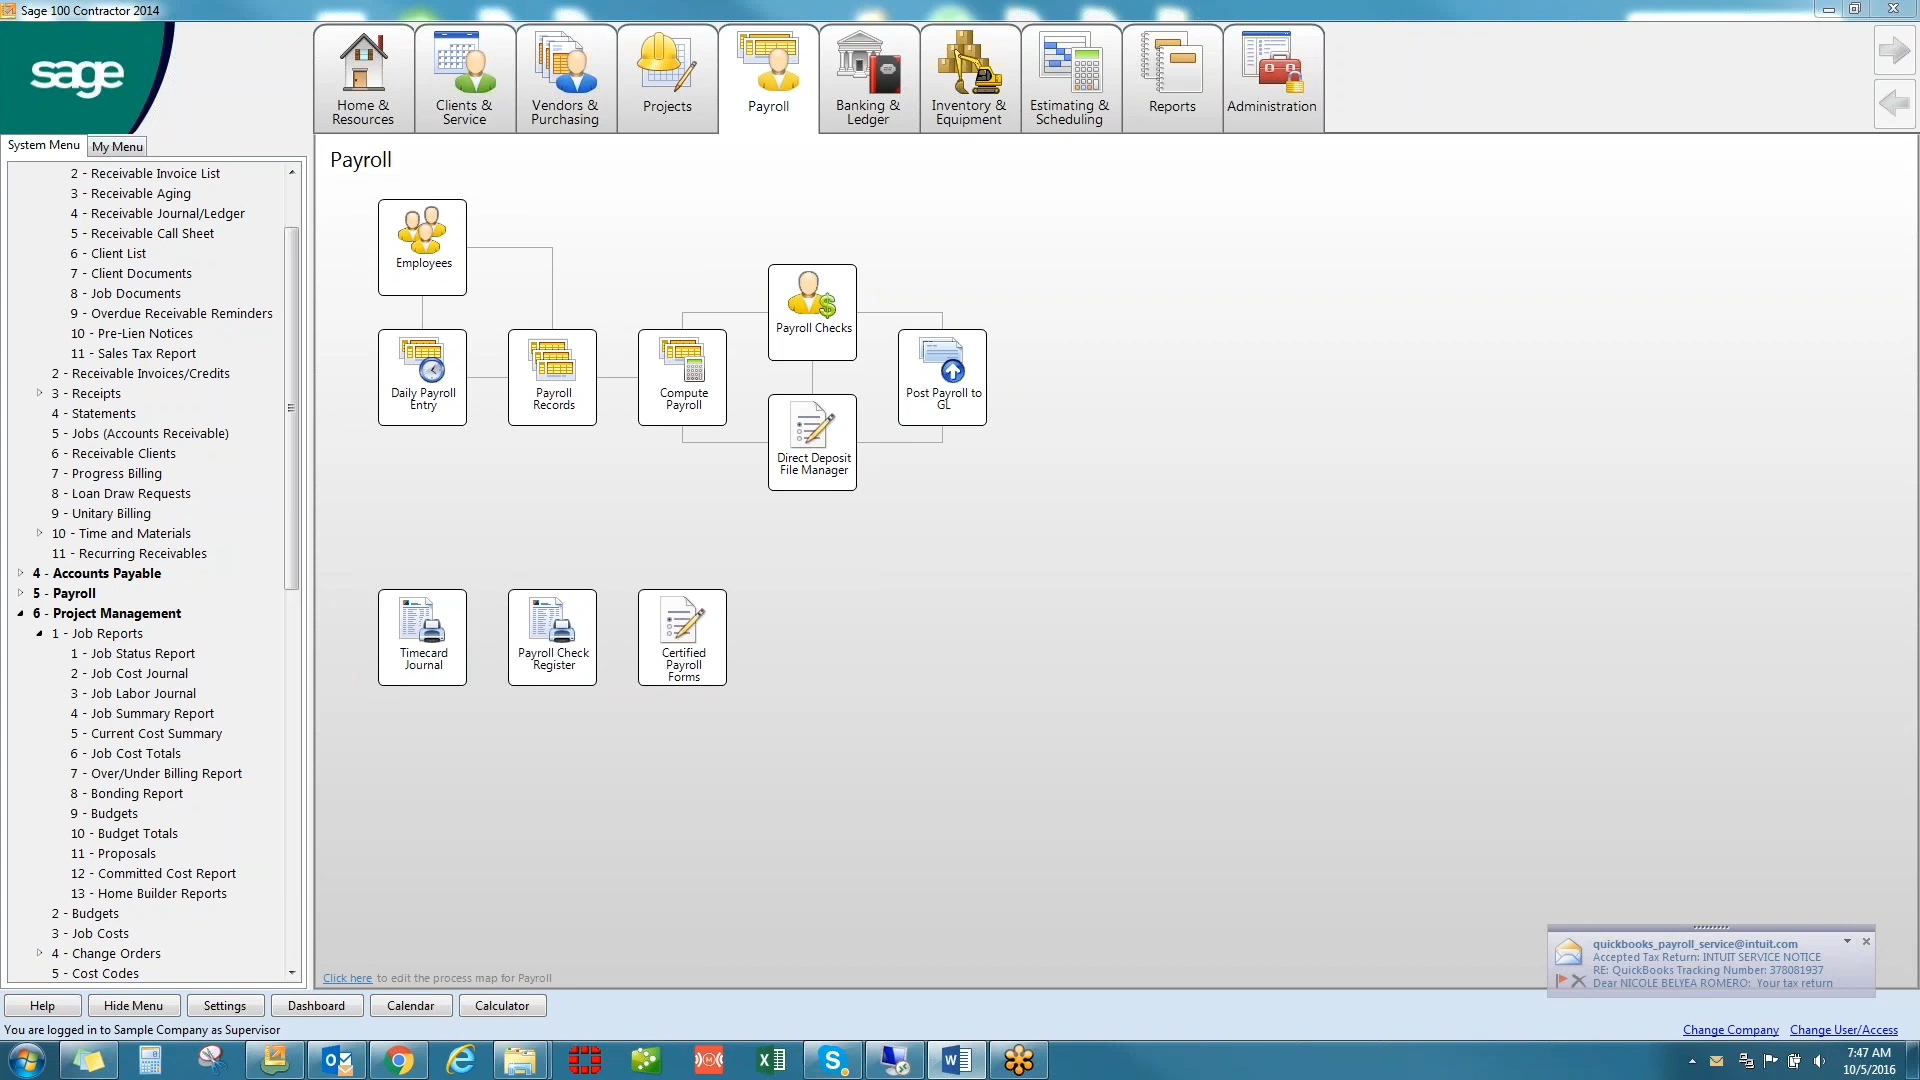 Sage 100 Contractor 2014
sage
Home &
Resources
Clients &
Service
Vendors &
Purchasing
Projects
Payroll
Banking &
Ledger
Inventory &
Equipment
Estimating &
Scheduling
Reports
Administration
System Menu
My Menu
2 - Receivable Invoice List
3 - Receivable Aging
4 - Receivable Journal/Ledger
5 - Receivable Call Sheet
6 - Client List
7 - Client Documents
8 - Job Documents
9 - Overdue Receivable Reminders
10 - Pre-Lien Notices
11 - Sales Tax Report
2 - Receivable Invoices/Credits
3 - Receipts
4 - Statements
5 - Jobs (Accounts Receivable)
6 - Receivable Clients
7 - Progress Billing
8 - Loan Draw Requests
9 - Unitary Billing
10 - Time and Materials
11 - Recurring Receivables
4 - Accounts Payable
5 - Payroll
6 - Project Management
1 - Job Reports
1 - Job Status Report
2 - Job Cost Journal
3 - Job Labor Journal
4 - Job Summary Report
5 - Current Cost Summary
6 - Job Cost Totals
7 - Over/Under Billing Report
8 - Bonding Report
9 - Budgets
10 - Budget Totals
11 - Proposals
12 - Committed Cost Report
13 - Home Builder Reports
2 - Budgets
3 - Job Costs
4 - Change Orders
5 - Cost Codes
Payroll
Employees
Payroll Checks
Daily Payroll
Entry
Payroll
Records
Compute
Payroll
Post Payroll to
GL
Direct Deposit
File Manager
Timecard
Journal
Payroll Check
Register
Certified
Payroll
Forms
Click here to edit the process map for Payroll
quickbooks_payroll_service@intuit.com
Accepted Tax Return: INTUIT SERVICE NOTICE
RE: QuickBooks Tracking Number: 378081937
Dear NICOLE BELYEA ROMERO: Your tax return
Help
Hide Menu
Settings
Dashboard
Calendar
Calculator
You are logged in to Sample Company as Supervisor
Change Company
Change User/Access
7:47 AM
10/5/2016